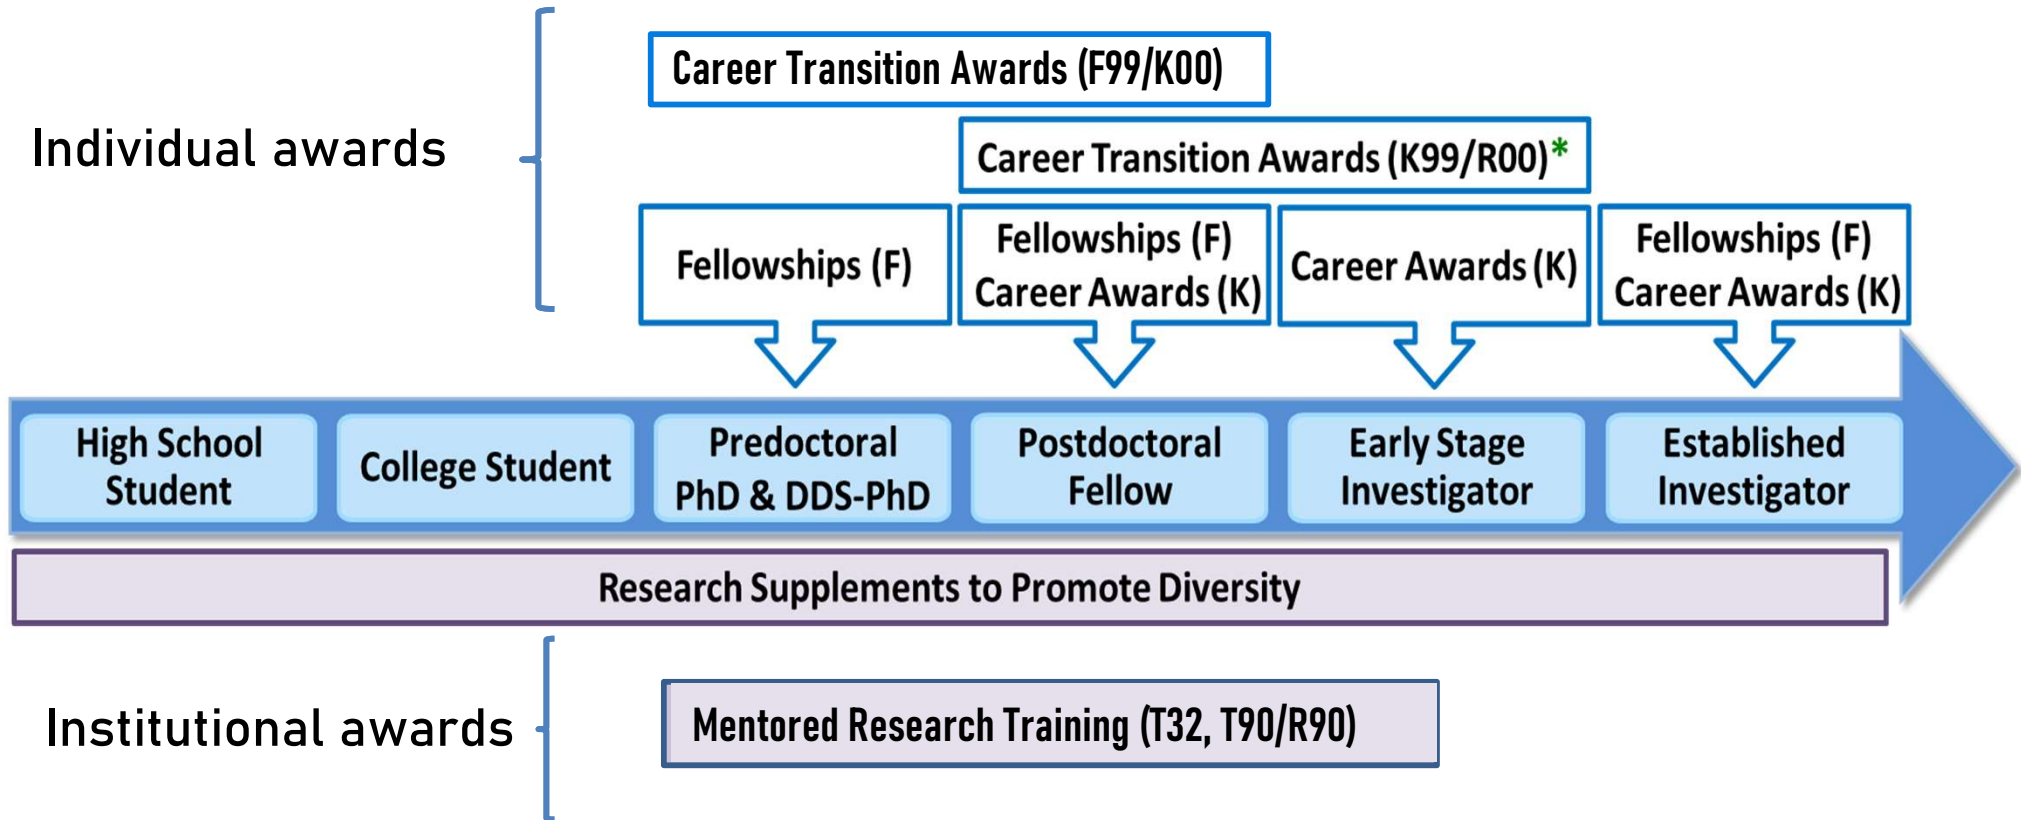 Career Transition Awards (F99/K00)
Individual awards
Career Transition Awards (K99/R00)*
Fellowships (F)
Fellowships (F)
Career Awards (K)
Career Awards (K)
Fellowships (F)
Career Awards (K)
High School
Student
College Student
Predoctoral
PhD & DDS-PhD
Postdoctoral
Fellow
Early Stage
Investigator
Established
Investigator
Research Supplements to Promote Diversity
Institutional awards
Mentored Research Training (T32, T90/R90)